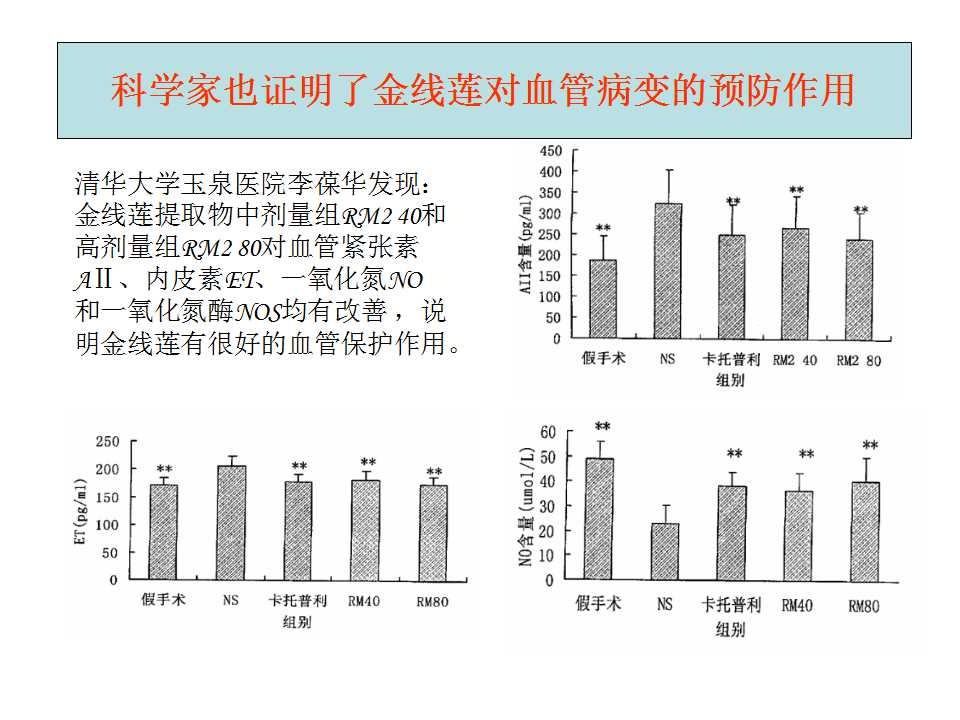 科学家也证明了金线莲对血管病变的预防作用
清华大学玉泉医院李葆华发现：
金线莲提取物中剂量组RM2 40和
高剂量组RM2 80对血管紧张素
AⅡ、内皮素ET、一氧化氮NO
和一氧化氮酶NOS均有改善 ，说
明金线莲有很好的血管保护作用。
AII含量(pg/ml)
450
400
350
300
250
200
150
100
50
0
**
**
**
**
假手术 NS 卡托普利 RM2 40 RM2 80
组别
ET(pg/ml)
250
200
150
100
50
0
**
**
**
**
假手术 NS 卡托普利 RM40 RM80
组别
NO含量(umol/L)
60
50
40
30
20
10
0
**
**
**
**
假手术 NS 卡托普利 RM40 RM80
组别